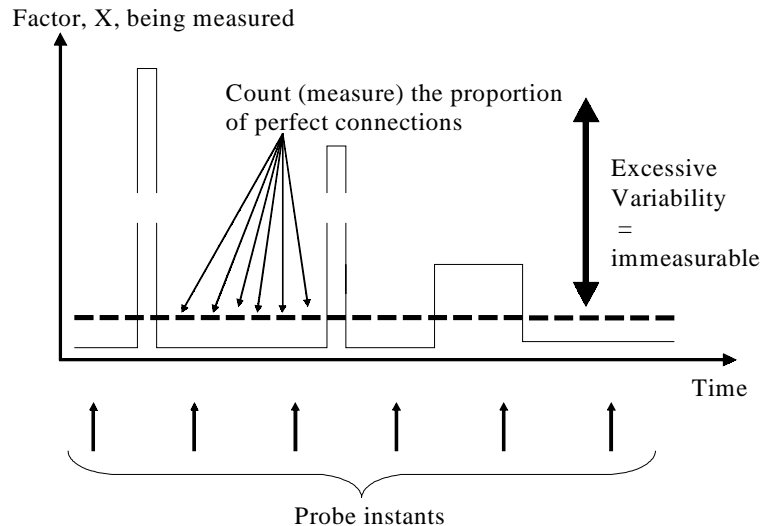 Factor, X, being measured
Count (measure) the proportion
of perfect connections
Excessive
Variability
=
immeasurable
Time
Probe instants